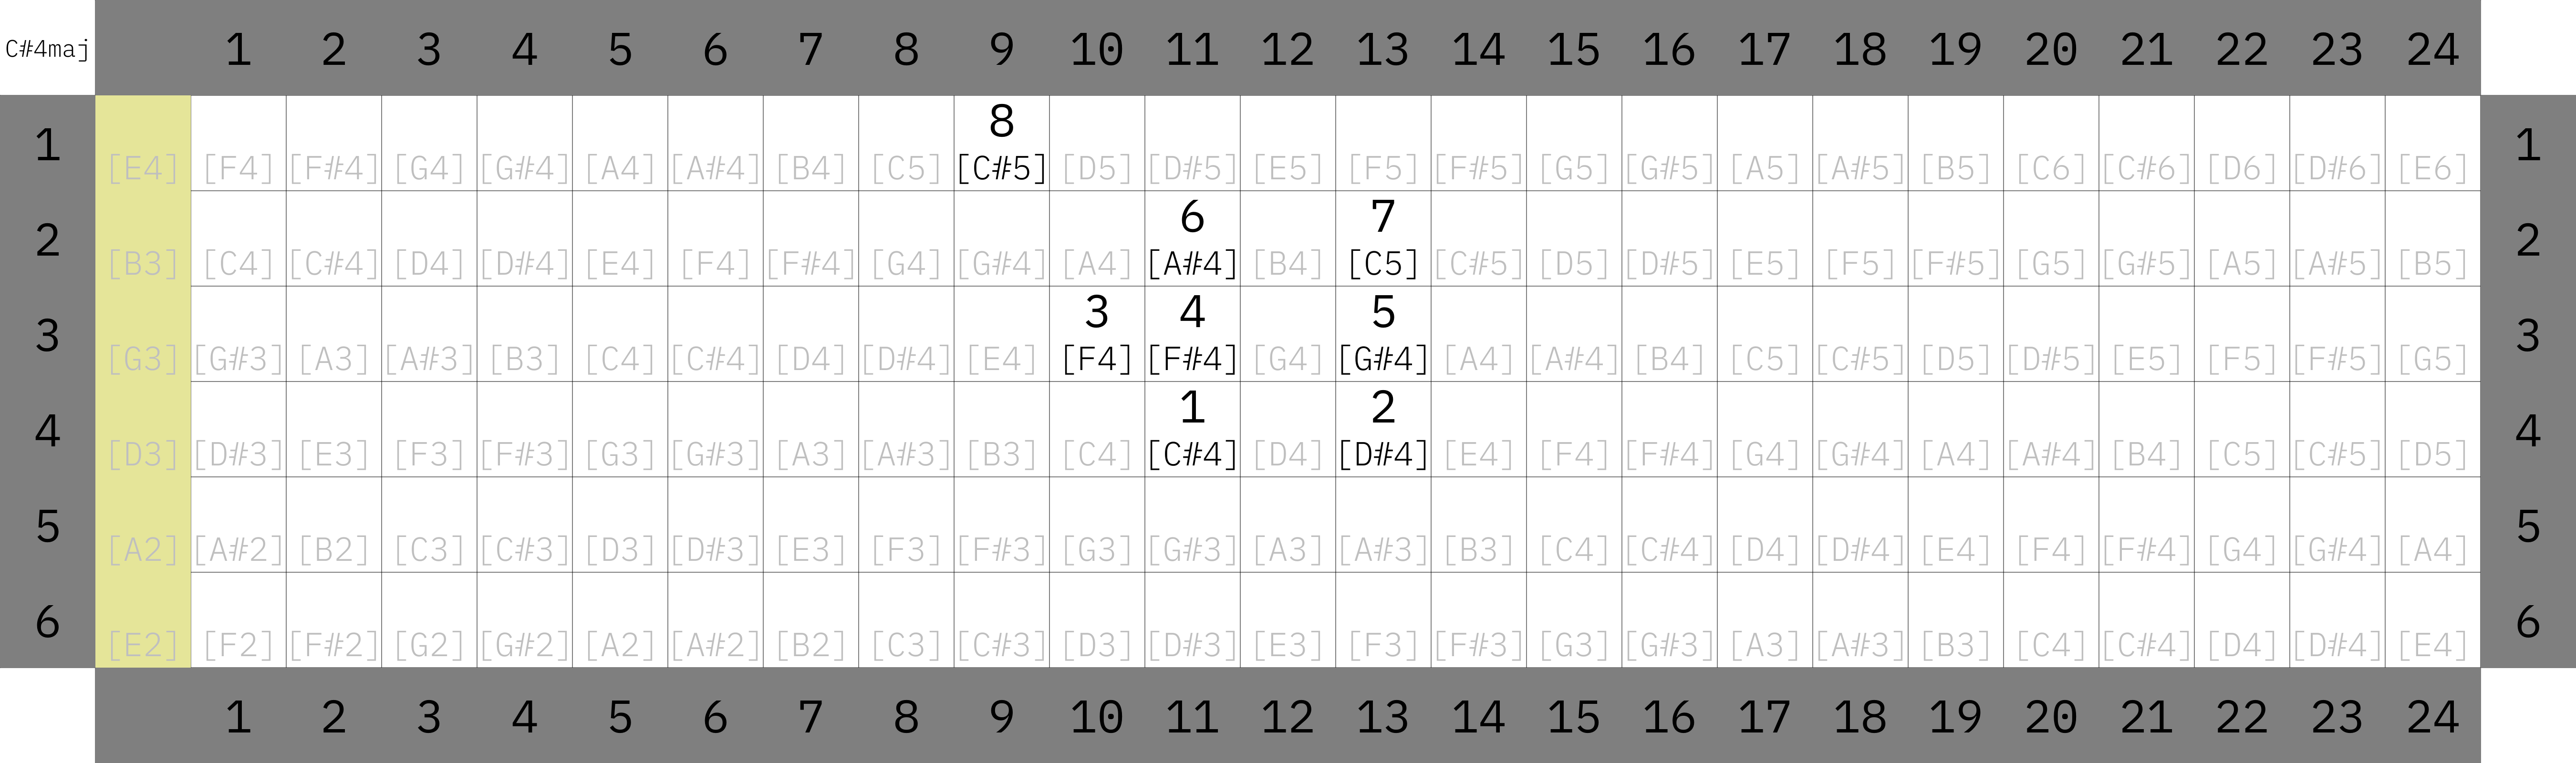 C#4maj 1 2 3 4 5 6 7 8 9 10 11 12 13 14 15 16 17 18 19 20 21 22 23 24
8
1 [E4] [F4] [F#4] [G4] [G#4] [A4] [A#4] [B4] [C5] [C#5] [D5] [D#5] [E5] [F5] [F#5] [G5] [G#5] [A5] [A#5] [B5] [C6] [C#6] [D6] [D#6] [E6] 1
6 7
2 [B3] [C4] [C#4] [D4] [D#4] [E4] [F4] [F#4] [G4] [G#4] [A4] [A#4] [B4] [C5] [C#5] [D5] [D#5] [E5] [F5] [F#5] [G5] [G#5] [A5] [A#5] [B5] 2
3 4 5
3 [G3] [G#3] [A3] [A#3] [B3] [C4] [C#4] [D4] [D#4] [E4] [F4] [F#4] [G4] [G#4] [A4] [A#4] [B4] [C5] [C#5] [D5] [D#5] [E5] [F5] [F#5] [G5] 3
1 2
4 [D3] [D#3] [E3] [F3] [F#3] [G3] [G#3] [A3] [A#3] [B3] [C4] [C#4] [D4] [D#4] [E4] [F4] [F#4] [G4] [G#4] [A4] [A#4] [B4] [C5] [C#5] [D5] 4
5 [A2] [A#2] [B2] [C3] [C#3] [D3] [D#3] [E3] [F3] [F#3] [G3] [G#3] [A3] [A#3] [B3] [C4] [C#4] [D4] [D#4] [E4] [F4] [F#4] [G4] [G#4] [A4] 5
6 [E2] [F2] [F#2] [G2] [G#2] [A2] [A#2] [B2] [C3] [C#3] [D3] [D#3] [E3] [F3] [F#3] [G3] [G#3] [A3] [A#3] [B3] [C4] [C#4] [D4] [D#4] [E4] 6
1 2 3 4 5 6 7 8 9 10 11 12 13 14 15 16 17 18 19 20 21 22 23 24